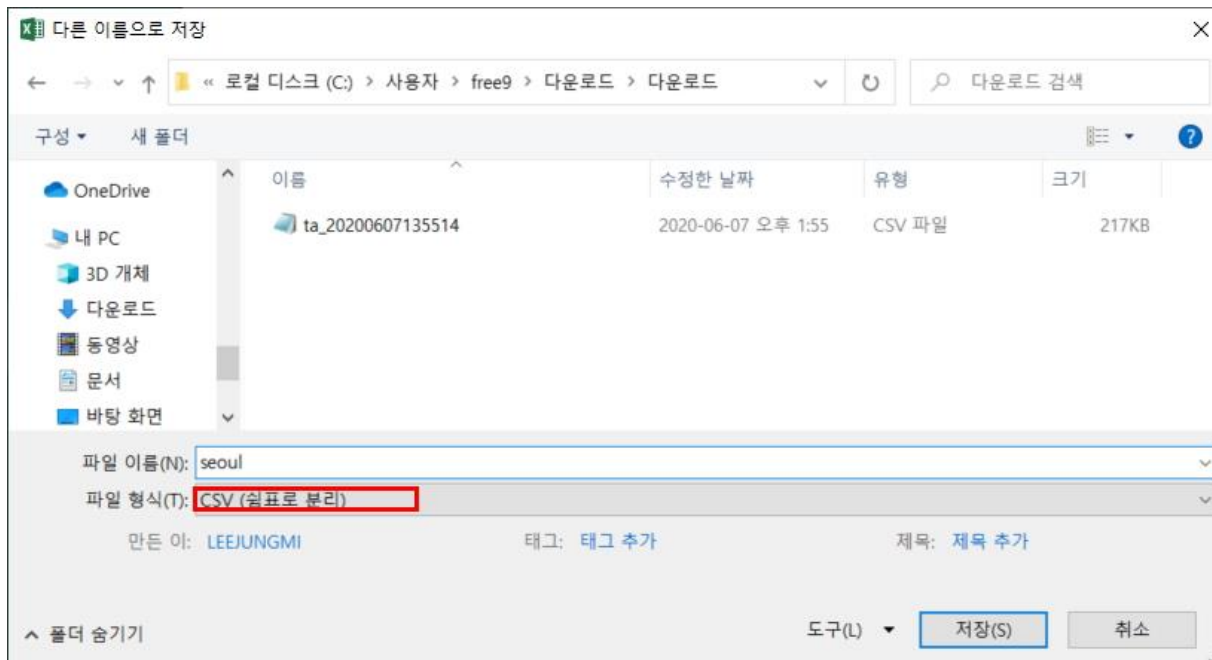 다른 이름으로 저장
« 로컬 디스크 (C:) > 사용자 > free9 > 다운로드 > 다운로드
다운로드 검색
구성 새 폴더
이름 수정한 날짜 유형 크기
ta_20200607135514 2020-06-07 오후 1:55 CSV 파일 217KB
OneDrive
내 PC
3D 개체
다운로드
동영상
문서
바탕 화면
파일 이름(N): seoul
파일 형식(T): CSV (쉼표로 분리)
만든 이: LEEJUNGMI 태그: 태그 추가 제목: 제목 추가
폴더 숨기기 도구(L) 저장(S) 취소